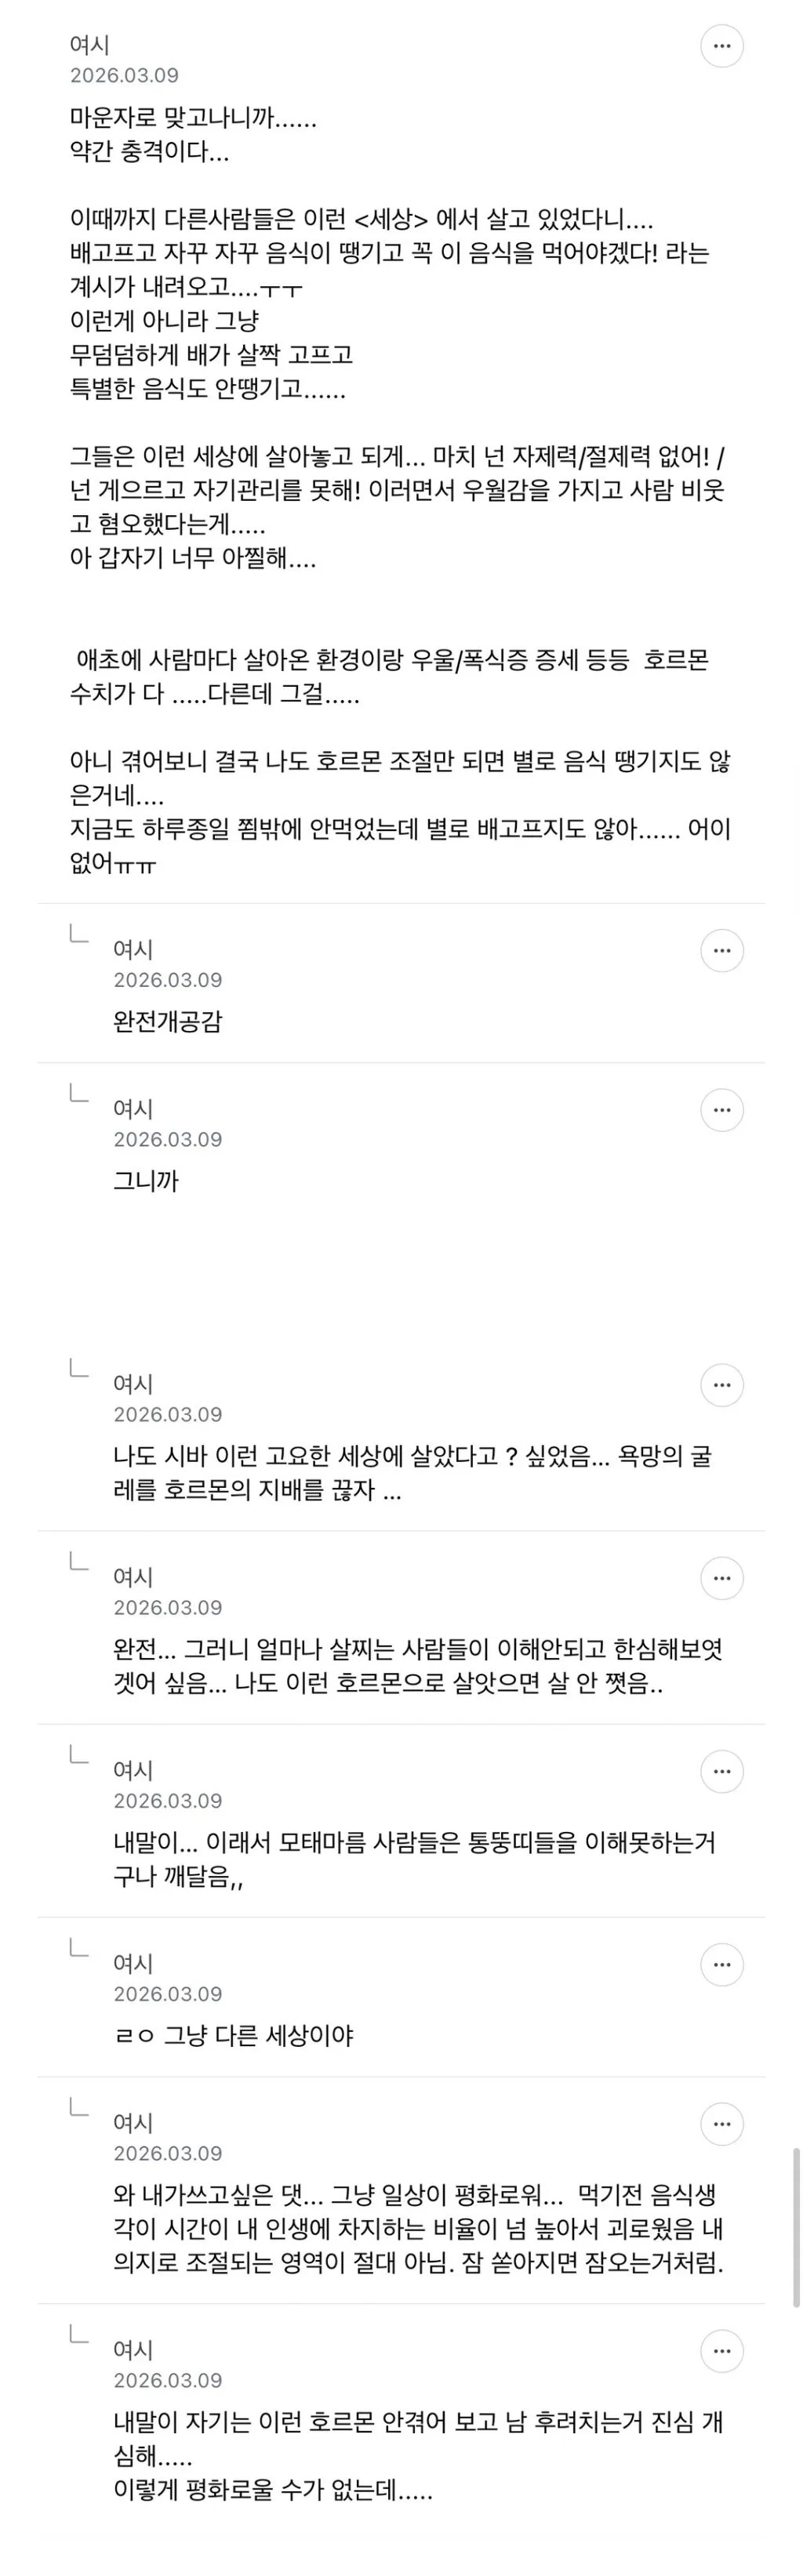 여시
2026.03.09
마운자로 맞고나니까......
약간 충격이다...
이때까지 다른사람들은 이런 <세상> 에서 살고 있었다니....
배고프고 자꾸 자꾸 음식이 땡기고 꼭 이 음식을 먹어야겠다! 라는
계시가 내려오고....ㅜㅜ
이런게 아니라 그냥
무덤덤하게 배가 살짝 고프고
특별한 음식도 안땡기고......
그들은 이런 세상에 살아놓고 되게... 마치 넌 자제력/절제력 없어! /
넌 게으르고 자기관리를 못해! 이러면서 우월감을 가지고 사람 비웃
고 혐오했다는게.....
아 갑자기 너무 아찔해....
애초에 사람마다 살아온 환경이랑 우울/폭식증 증세 등등 호르몬
수치가 다 .....다른데 그걸.....
아니 겪어보니 결국 나도 호르몬 조절만 되면 별로 음식 땡기지도 않
은거네....
지금도 하루종일 쬠밖에 안먹었는데 별로 배고프지도 않아...... 어이
없어ㅠㅠ
여시
2026.03.09
완전개공감
여시
2026.03.09
그니까
여시
2026.03.09
나도 시바 이런 고요한 세상에 살았다고 ? 싶었음... 욕망의 굴
레를 호르몬의 지배를 끊자 ...
여시
2026.03.09
완전... 그러니 얼마나 살찌는 사람들이 이해안되고 한심해보엿
겟어 싶음... 나도 이런 호르몬으로 살앗으면 살 안 쪗음..
여시
2026.03.09
내말이... 이래서 모태마름 사람들은 통뚱띠들을 이해못하는거
구나 깨달음,,
여시
2026.03.09
ㄹㅇ 그냥 다른 세상이야
여시
2026.03.09
와 내가쓰고싶은 댓... 그냥 일상이 평화로워... 먹기전 음식생
각이 시간이 내 인생에 차지하는 비율이 넘 높아서 괴로웠음 내
의지로 조절되는 영역이 절대 아님. 잠 쏟아지면 잠오는거처럼.
여시
2026.03.09
내말이 자기는 이런 호르몬 안겪어 보고 남 후려치는거 진심 개
심해.....
이렇게 평화로울 수가 없는데.....